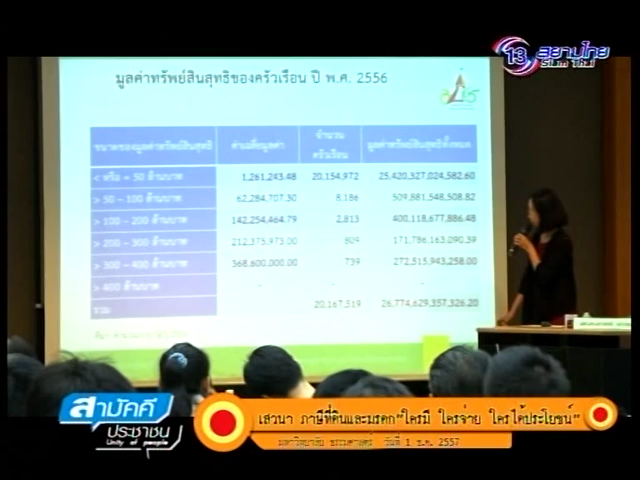 13 สยามไทย
SIAM THAI
มูลค่าทรัพย์สินสุทธิของครัวเรือน ปี พ.ศ. 2556
ขนาดของมูลค่าทรัพย์สินสุทธิ ค่าเฉลี่ยมูลค่า จำนวนครัวเรือน มูลค่าทรัพย์สินสุทธิทั้งหมด
< หรือ = 50 ล้านบาท 1,261,243.48 20,154,972 25,420,327,024,582.60
> 50 - 100 ล้านบาท 62,284,707.30 8,186 509,881,548,508.82
> 100 - 200 ล้านบาท 142,254,464.79 2,813 400,118,677,886.48
> 200 - 300 ล้านบาท 212,375,973.00 809 171,786,163,090.39
> 300 - 400 ล้านบาท 368,600,000.00 739 272,515,943,258.00
> 400 ล้านบาท - - -
รวม 20,167,519 26,774,629,357,326.20
สามัคคี
ประชาชน
Unity of people
เสวนา ภาษีที่ดินและมรดก"ใครมี ใครจ่าย ใครได้ประโยชน์"
มหาวิทยาลัย ธรรมศาสตร์ วันที่ 1 ธ.ค. 2557